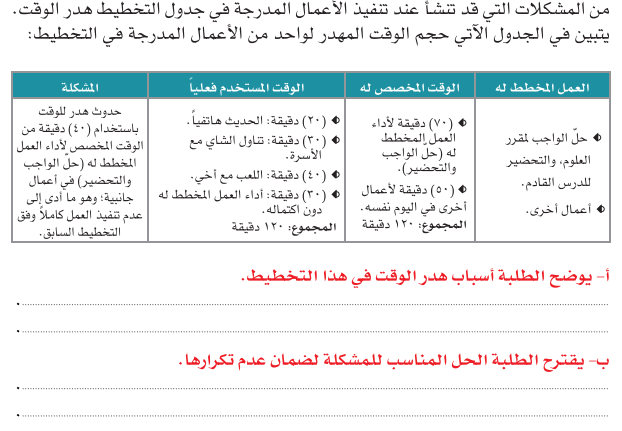 من المشكلات التي قد تنشأ عند تنفيذ الأعمال المدرجة في جدول التخطيط هدر الوقت.
يتبين في الجدول الآتي حجم الوقت المهدر لواحد من الأعمال المدرجة في التخطيط:
العمل المخطط له
الوقت المخصص له
الوقت المستخدم فعلياً
المشكلة
حلّ الواجب لمقرر
العلوم، والتحضير
للدرس القادم.
أعمال أخرى.
(٧٠) دقيقة لأداء
العمل المخطط
له (حلّ الواجب
والتحضير).
(٥٠) دقيقة لأعمال
أخرى في اليوم نفسه.
المجموع: ١٢٠ دقيقة
(٢٠) دقيقة: الحديث هاتفياً.
(٣٠) دقيقة: تناول الشاي مع
الأسرة.
(٤٠) دقيقة: اللعب مع أخي.
(٣٠) دقيقة: أداء العمل المخطط له
دون اكتماله.
المجموع: ١٢٠ دقيقة
حدوث هدر للوقت
باستخدام (٤٠) دقيقة من
الوقت المخصص لأداء العمل
المخطط له (حلّ الواجب
والتحضير) في أعمال
جانبية؛ وهو ما أدى إلى
عدم تنفيذ العمل كاملاً وفق
التخطيط السابق.
أ- يوضح الطلبة أسباب هدر الوقت في هذا التخطيط.
ب- يقترح الطلبة الحل المناسب للمشكلة لضمان عدم تكرارها.